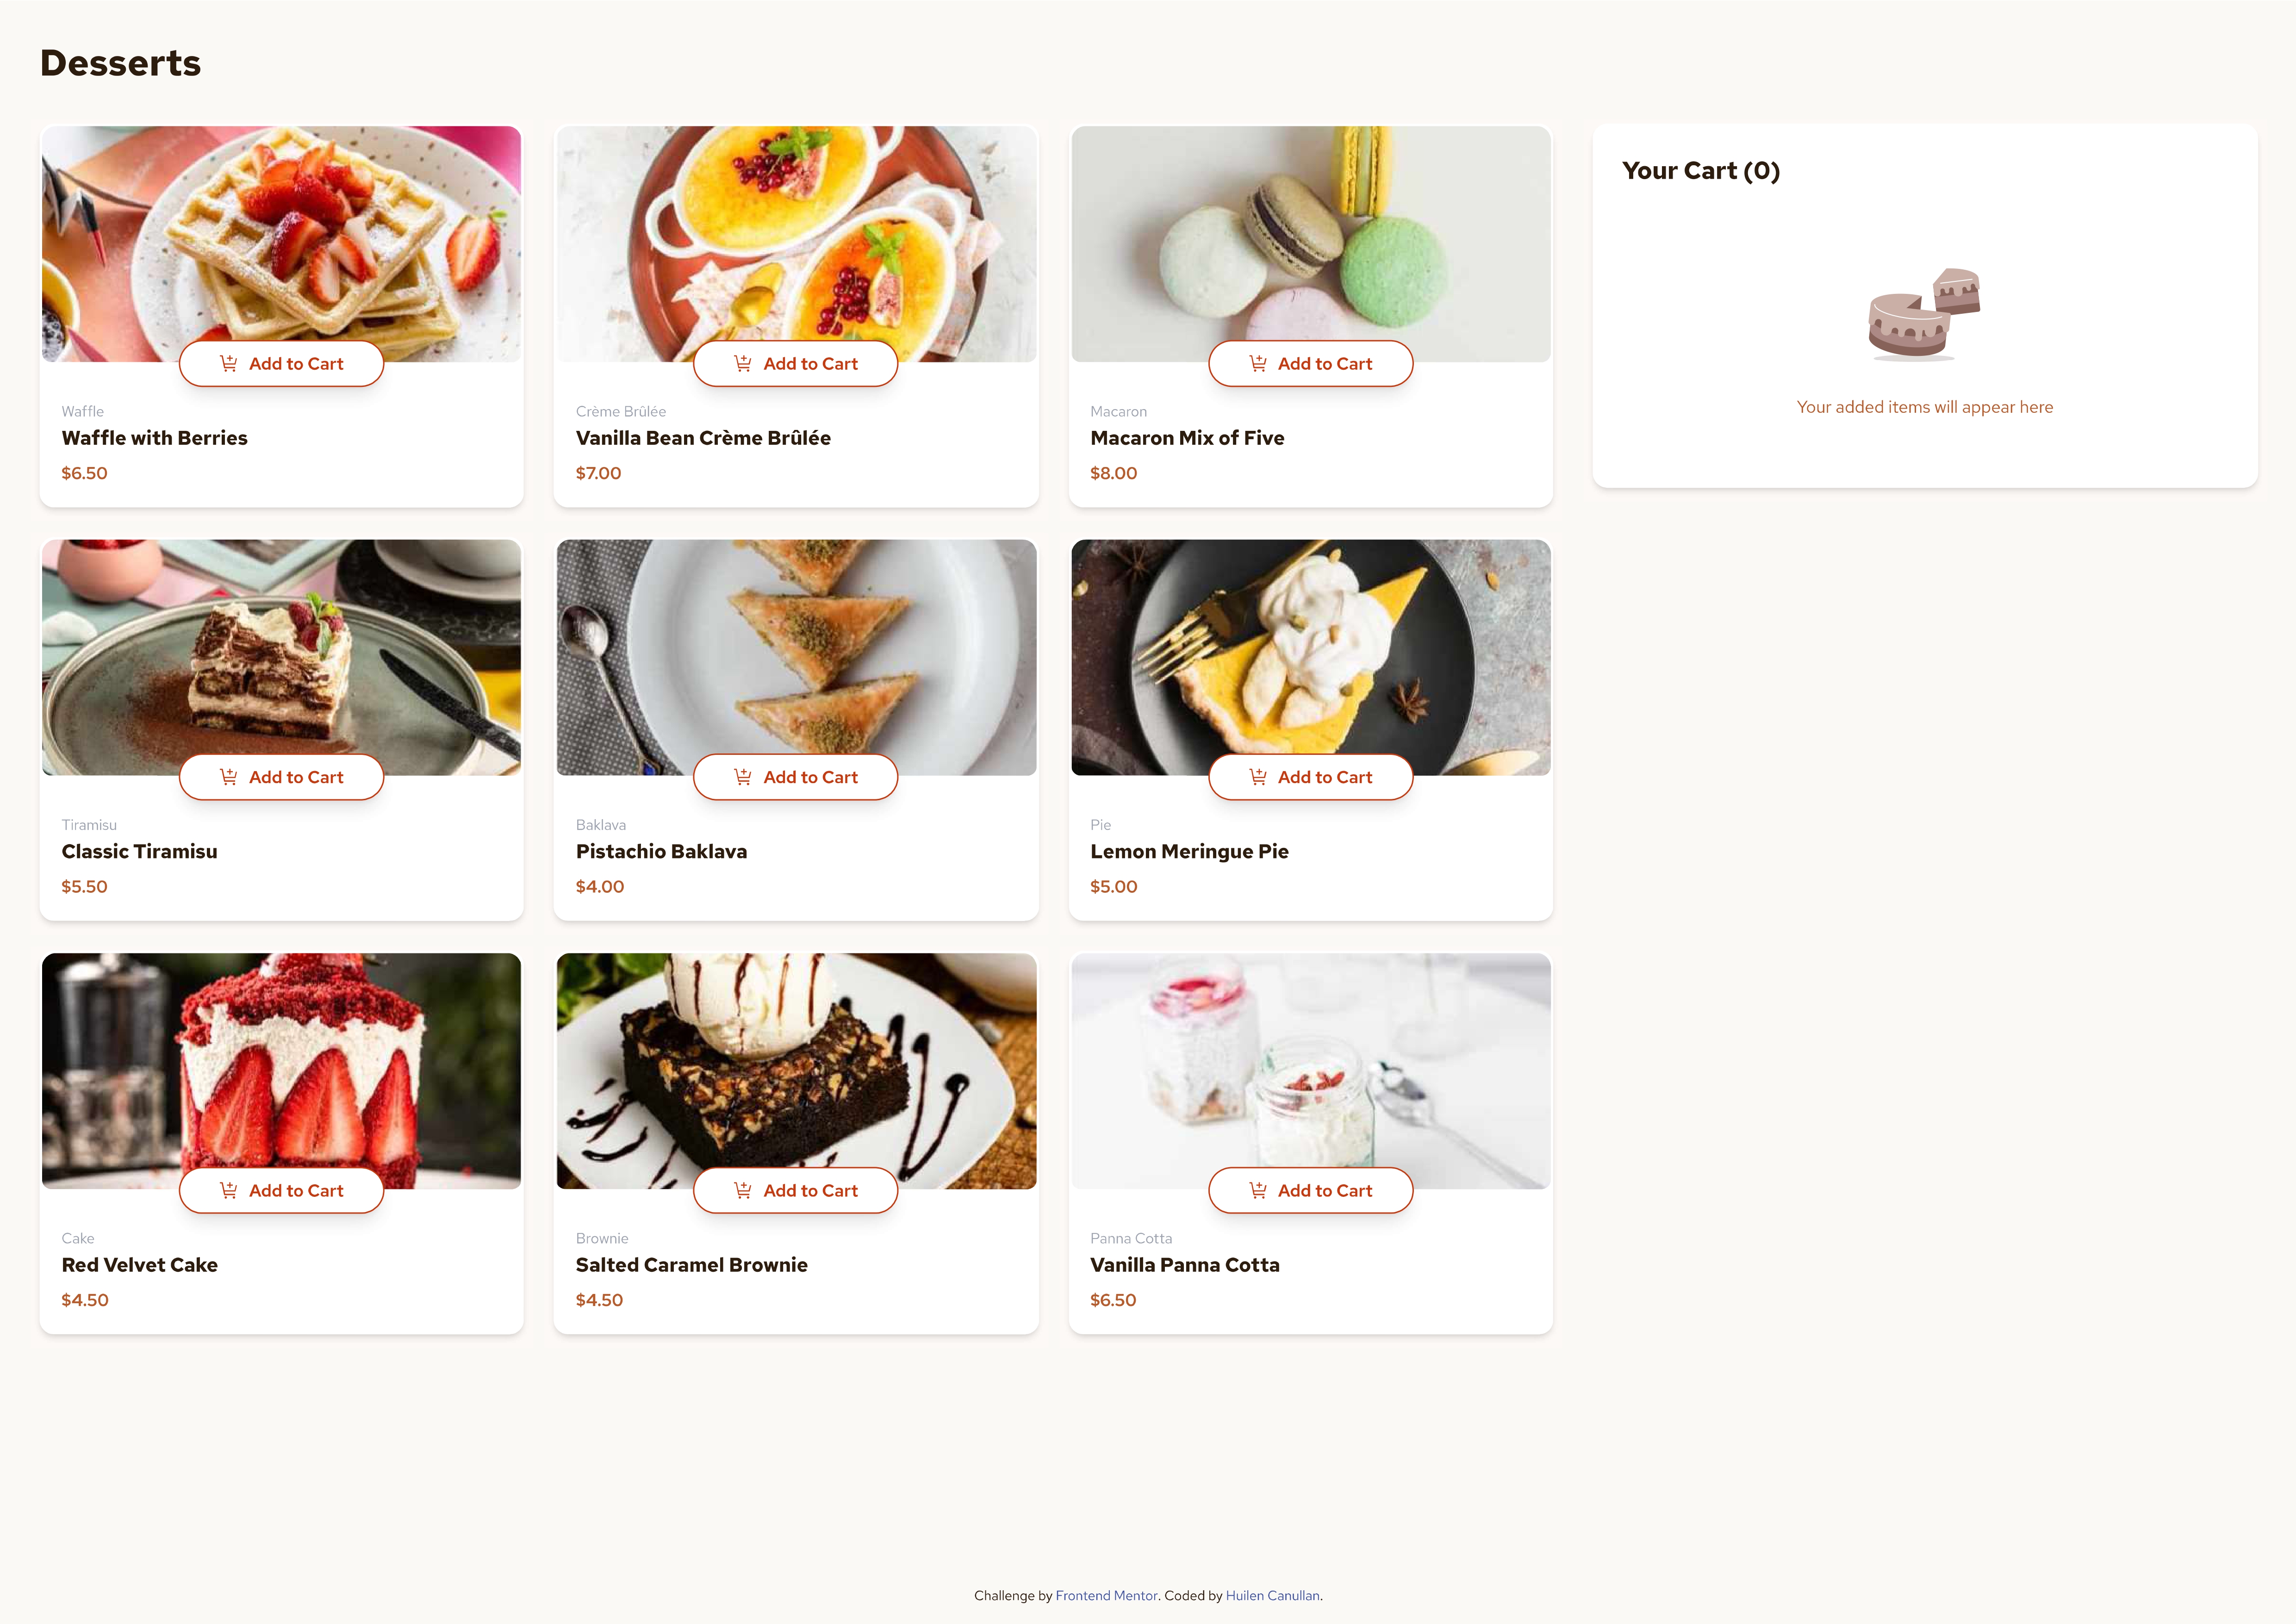 Desserts
Your Cart (0)
Your added items will appear here
Add to Cart
Waffle
Waffle with Berries
$6.50
Add to Cart
Crème Brûlée
Vanilla Bean Crème Brûlée
$7.00
Add to Cart
Macaron
Macaron Mix of Five
$8.00
Add to Cart
Tiramisu
Classic Tiramisu
$5.50
Add to Cart
Baklava
Pistachio Baklava
$4.00
Add to Cart
Pie
Lemon Meringue Pie
$5.00
Add to Cart
Cake
Red Velvet Cake
$4.50
Add to Cart
Brownie
Salted Caramel Brownie
$4.50
Add to Cart
Panna Cotta
Vanilla Panna Cotta
$6.50
Challenge by Frontend Mentor. Coded by Huilen Canullan.